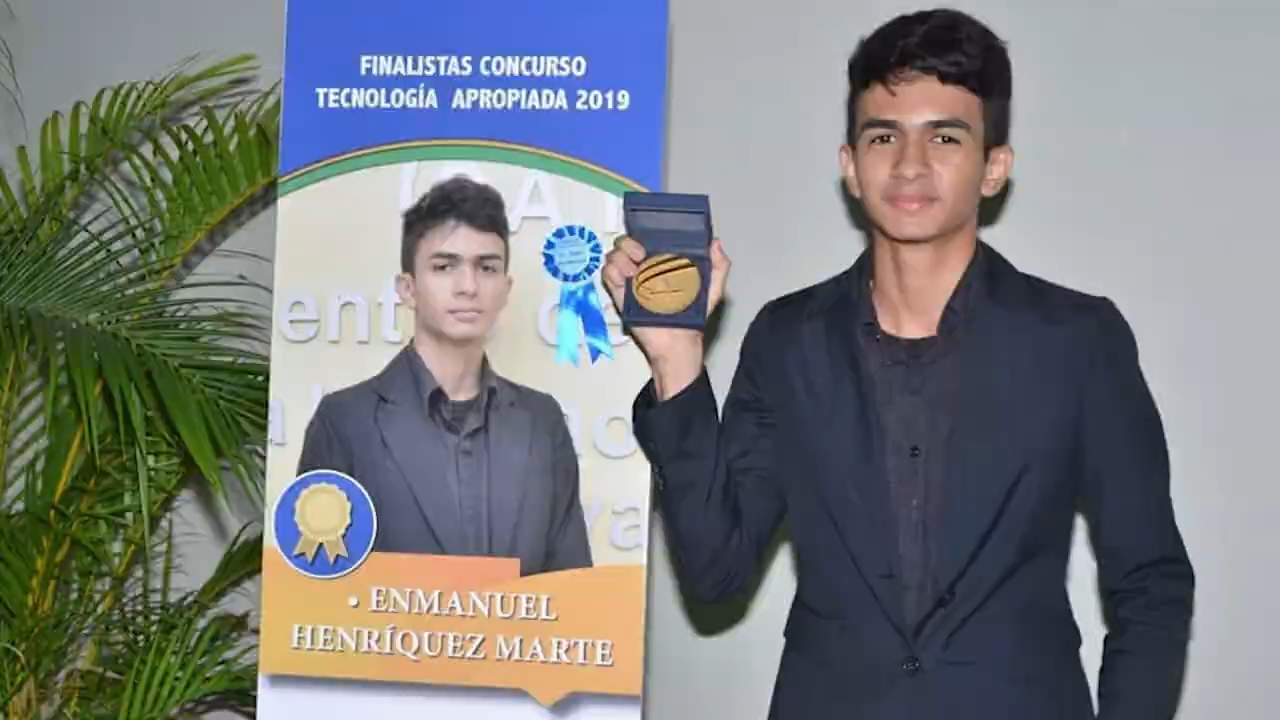 FINALISTAS CONCURSO
TECNOLOGÍA APROPIADA 2019
• ENMANUEL
HENRÍQUEZ MARTE